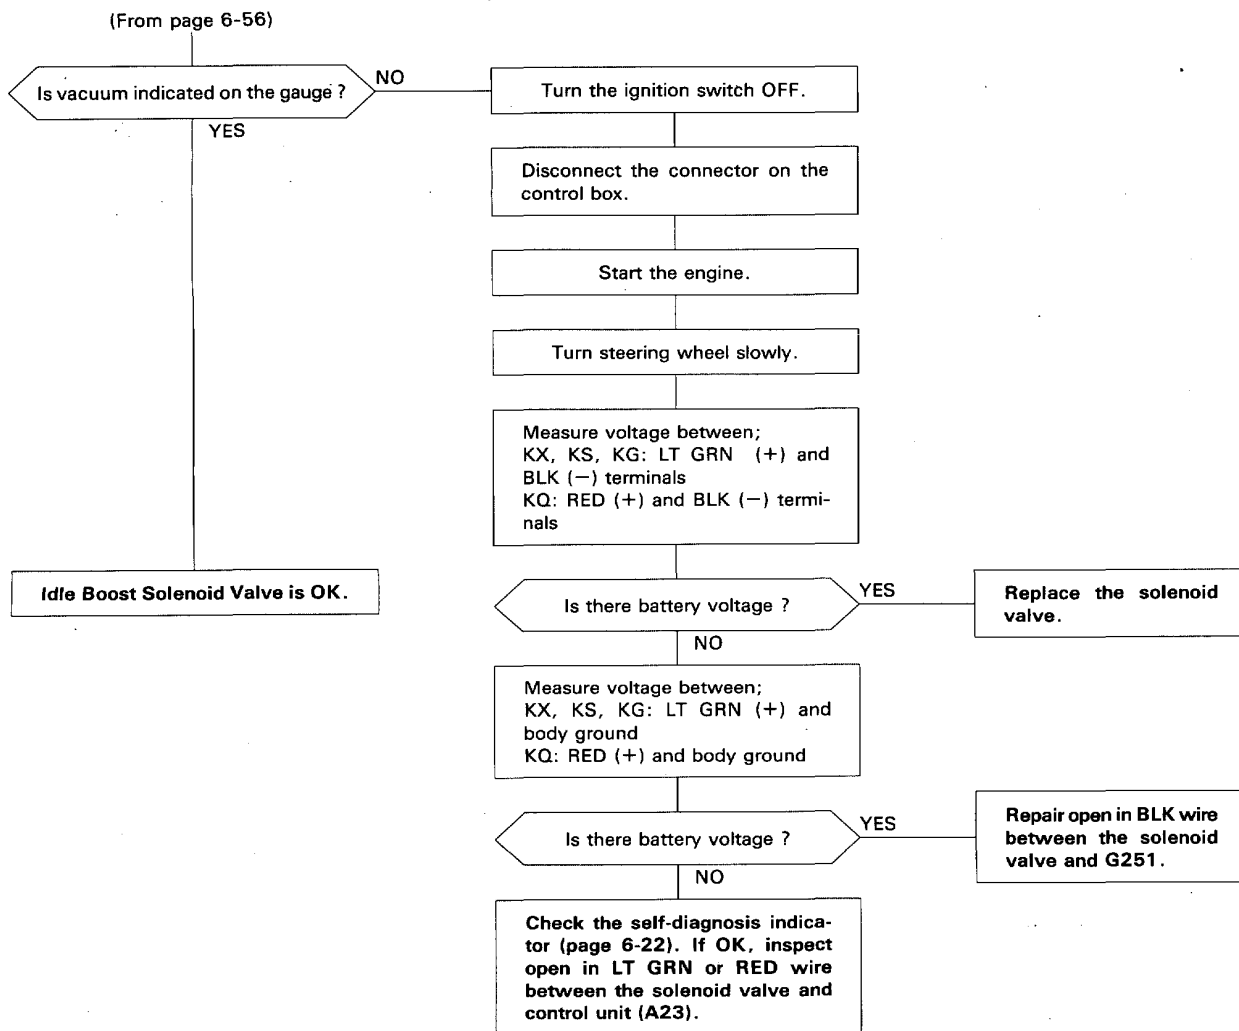 (From page 6-56)
Is vacuum indicated on the gauge ?
NO
YES
Turn the ignition switch OFF.
Disconnect the connector on the
control box.
Start the engine.
Turn steering wheel slowly.
Measure voltage between;
KX, KS, KG: LT GRN (+) and
BLK (−) terminals
KQ: RED (+) and BLK (−) termi-
nals
Idle Boost Solenoid Valve is OK.
Is there battery voltage ?
YES
Replace the solenoid
valve.
NO
Measure voltage between;
KX, KS, KG: LT GRN (+) and
body ground
KQ: RED (+) and body ground
Is there battery voltage ?
YES
Repair open in BLK wire
between the solenoid
valve and G251.
NO
Check the self-diagnosis indica-
tor (page 6-22). If OK, inspect
open in LT GRN or RED wire
between the solenoid valve and
control unit (A23).